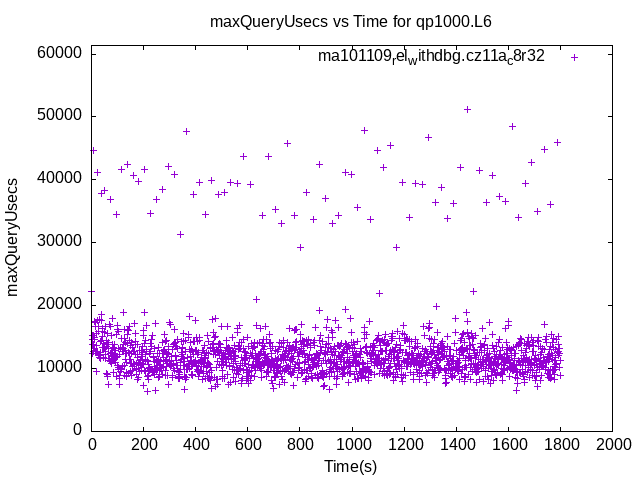 maxQueryUsecs vs Time for qp1000.L6
ma101109relwithdbg.cz11ac8r32
60000
50000
40000
30000
20000
10000
0
maxQueryUsecs
0 200 400 600 800 1000 1200 1400 1600 1800 2000
Time(s)